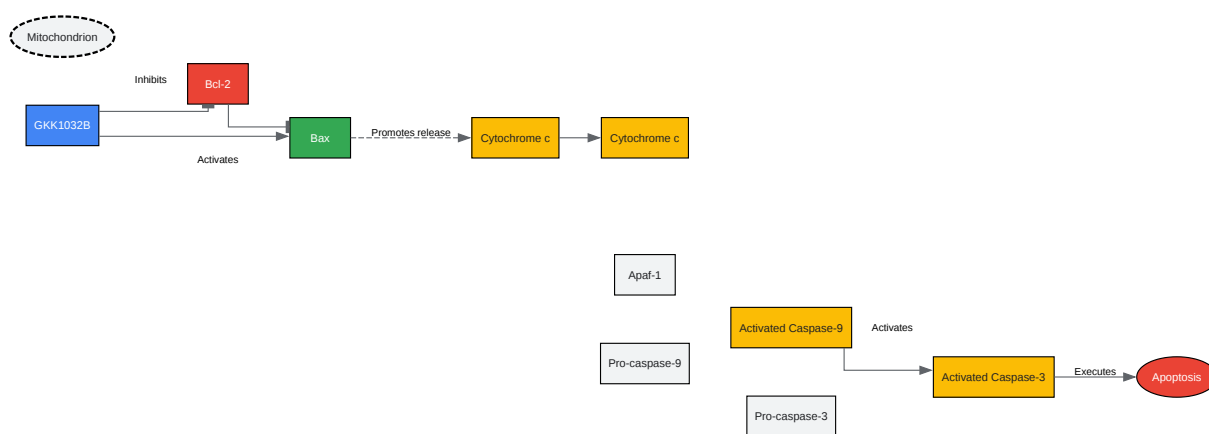 Mitochondrion
Inhibits
Bcl-2
GKK1032B
Bax
Promotes release
Cytochrome c
Cytochrome c
Activates
Apaf-1
Activated Caspase-9
Activates
Pro-caspase-9
Activated Caspase-3
Executes
Apoptosis
Pro-caspase-3